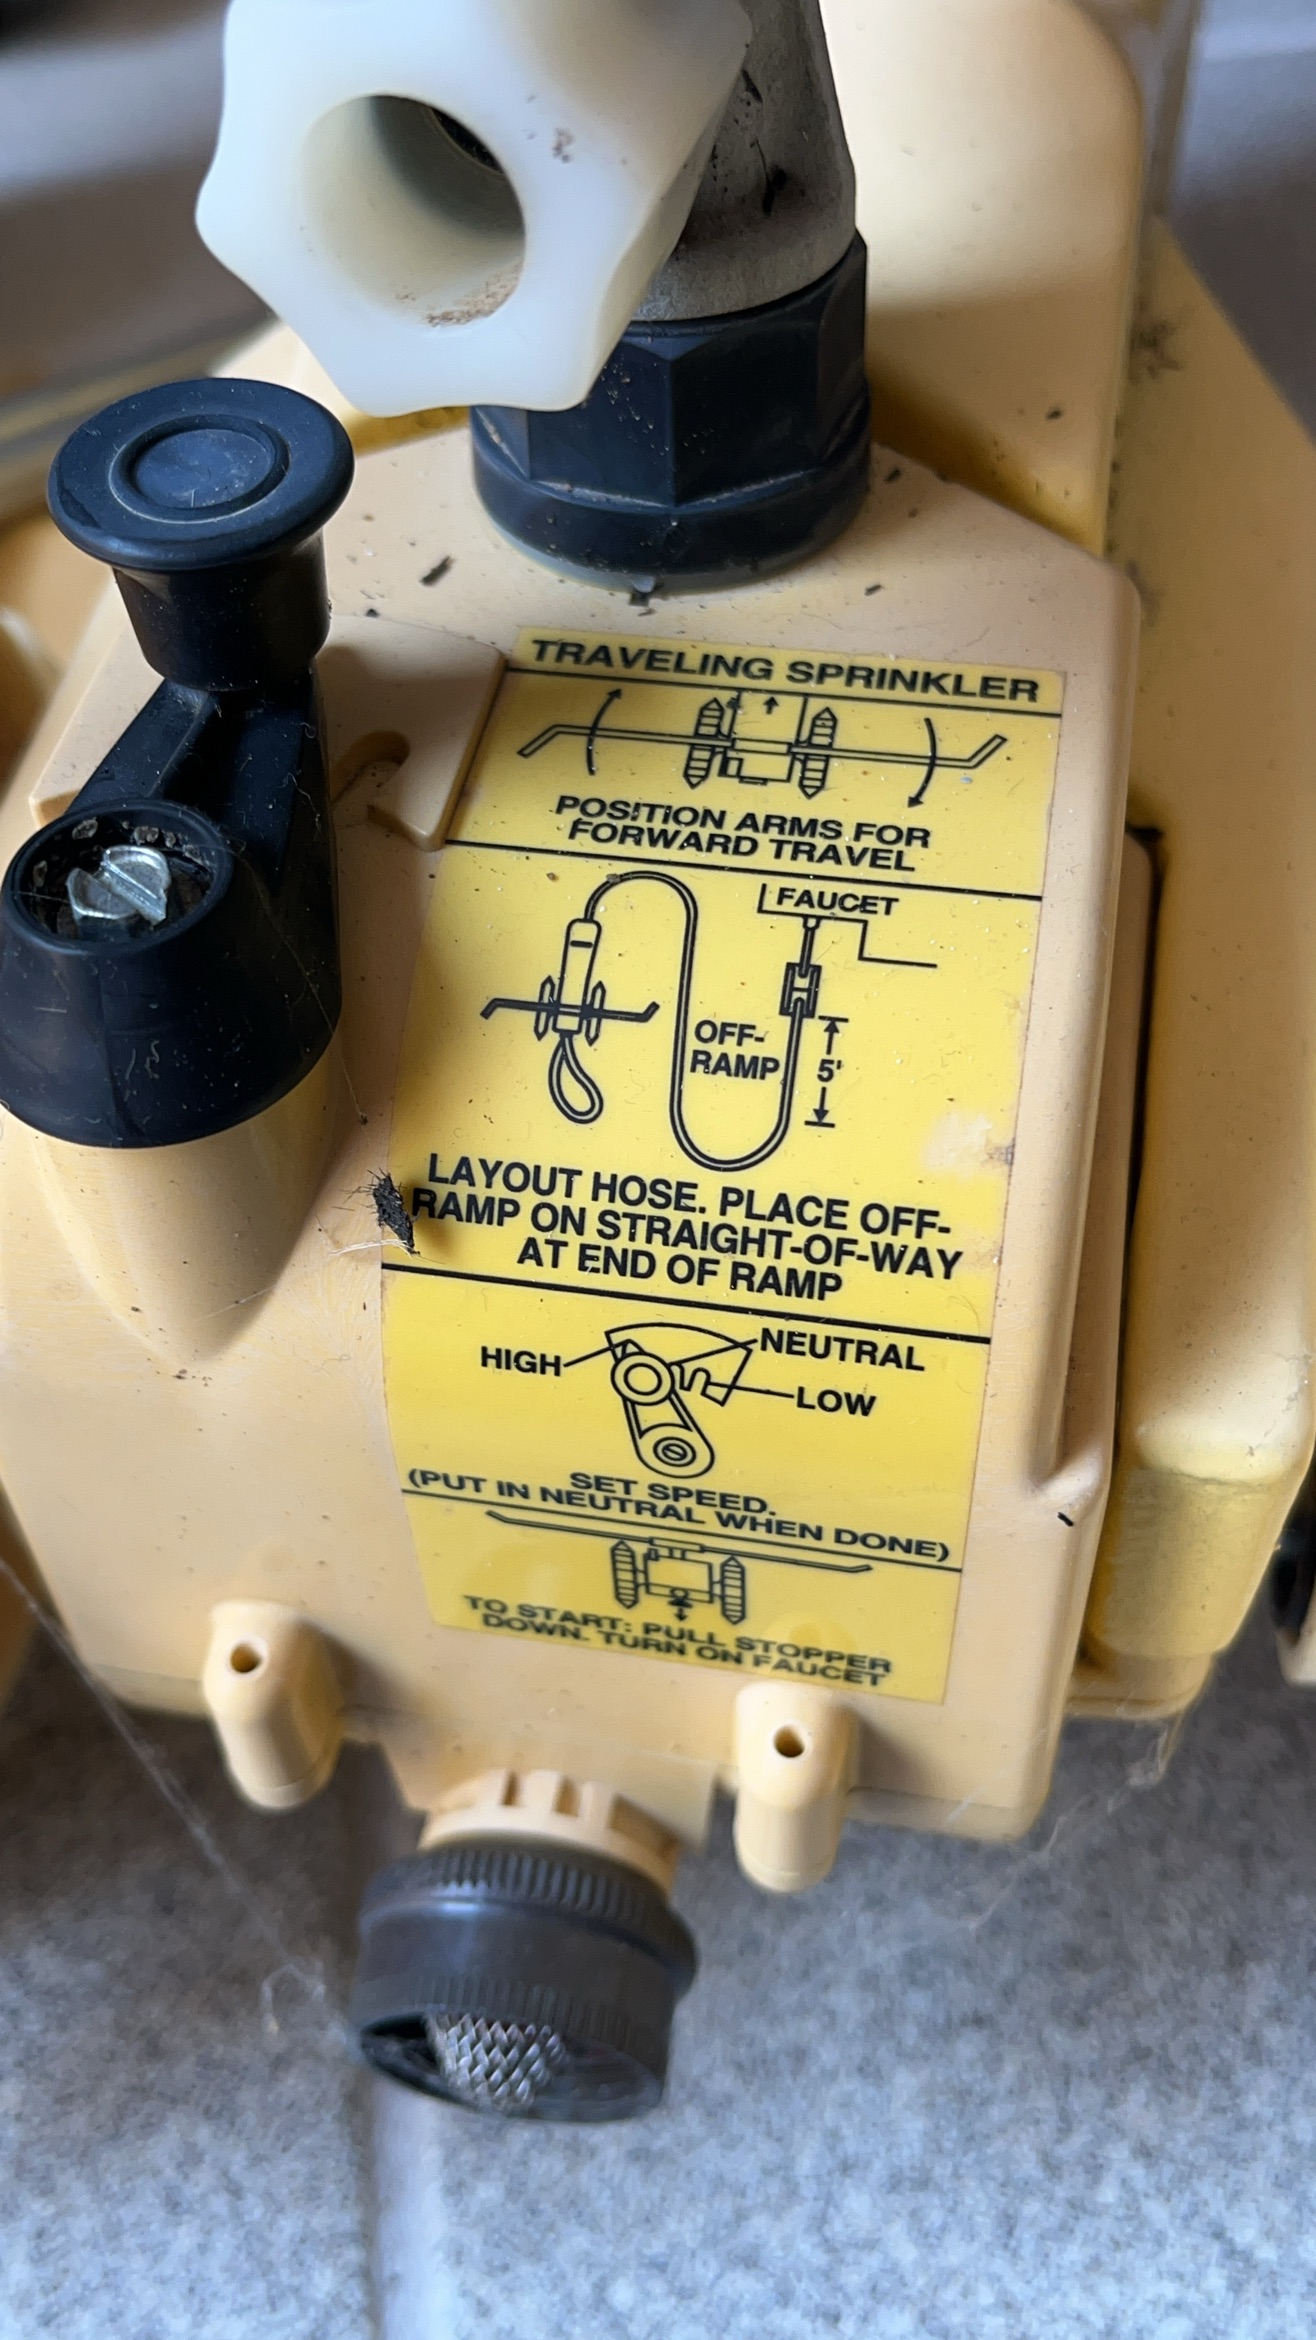 TRAVELING SPRINKLER
POSITION ARMS FOR
FORWARD TRAVEL
FAUCET
OFF-
RAMP
5'
LAYOUT HOSE. PLACE OFF-
RAMP ON STRAIGHT-OF-WAY
AT END OF RAMP
HIGH
NEUTRAL
LOW
SET SPEED.
(PUT IN NEUTRAL WHEN DONE)
TO START: PULL STOPPER
DOWN. TURN ON FAUCET